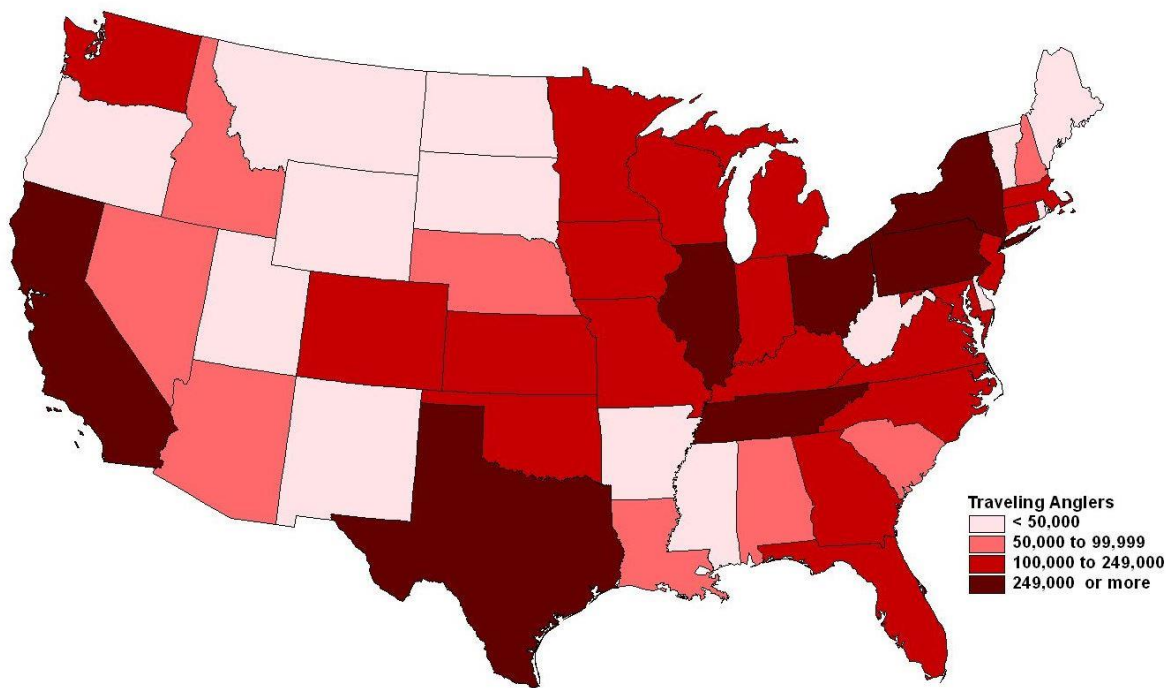 Traveling Anglers
< 50,000
50,000 to 99,999
100,000 to 249,000
249,000 or more